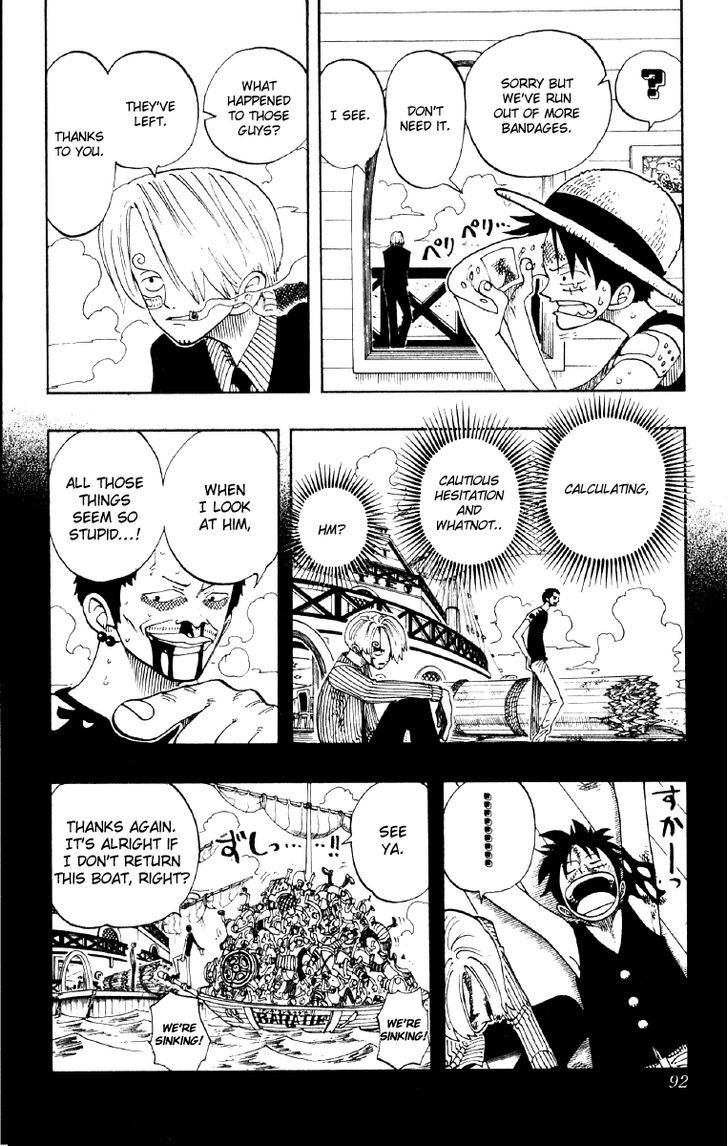 ?
SORRY BUT
WE'VE RUN
OUT OF MORE
BANDAGES.
DON'T
NEED IT.
I SEE.
ペリペリ…
WHAT
HAPPENED
TO THOSE
GUYS?
THEY'VE
LEFT.
THANKS
TO YOU.
CALCULATING,
CAUTIOUS
HESITATION
AND
WHATNOT..
HM?
WHEN
I LOOK
AT HIM,
ALL THOSE
THINGS
SEEM SO
STUPID...!
すかーっ
SEE
YA.
THANKS AGAIN.
IT'S ALRIGHT IF
I DON'T RETURN
THIS BOAT, RIGHT?
ずしっ……!!
WE'RE
SINKING!
WE'RE
SINKING!
BARATIE
92